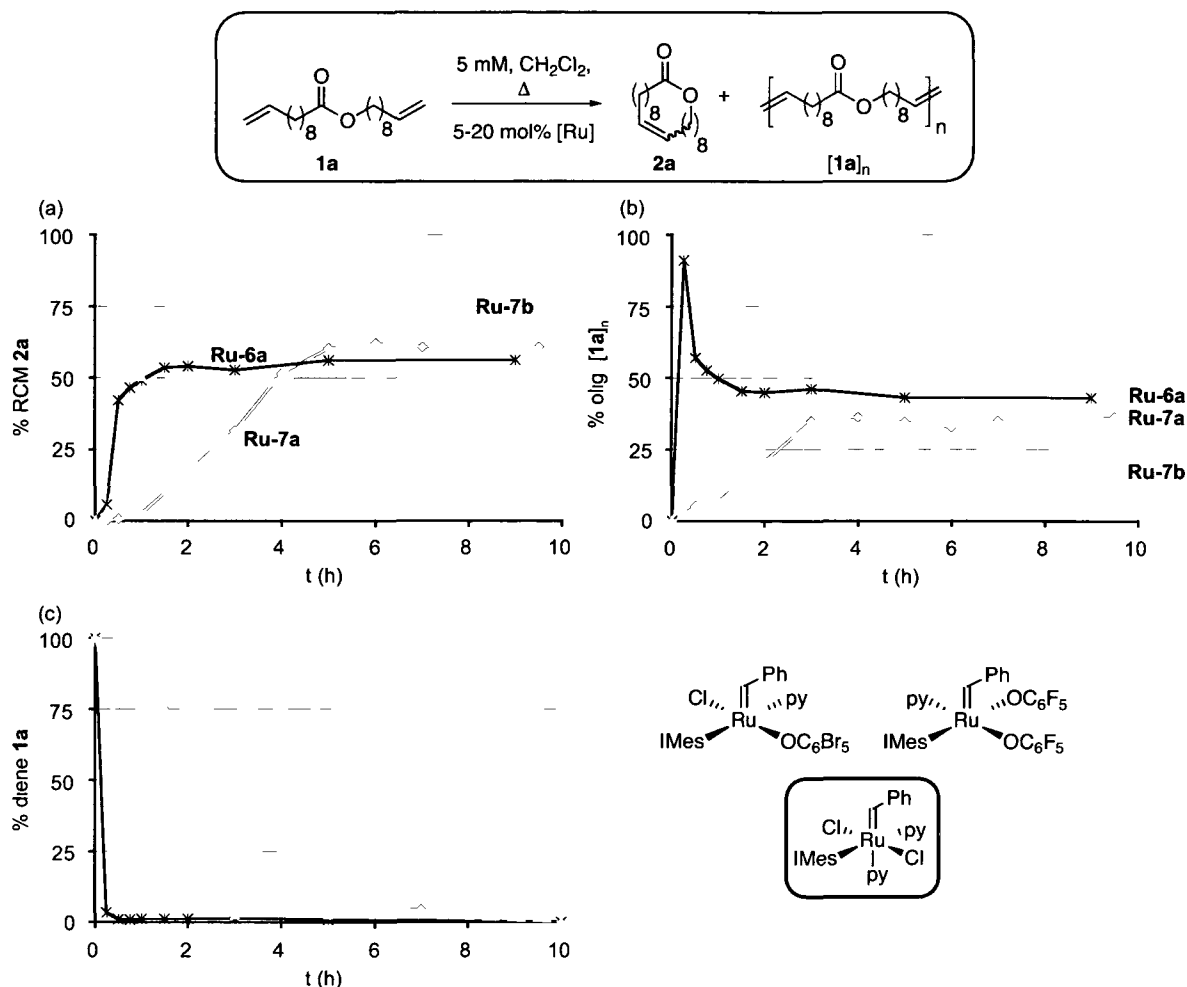 O
8
O
8
1a
5 mM, CH2Cl2,
Δ
5-20 mol% [Ru]
O
O
8
8
2a
+
O
8
O
8
n
[1a]n
(a)
% RCM 2a
100
75
50
25
0
0 2 4 6 8 10
t (h)
Ru-7b
Ru-6a
Ru-7a
(b)
% olig [1a]n
100
75
50
25
0
0 2 4 6 8 10
t (h)
Ru-6a
Ru-7a
Ru-7b
(c)
% diene 1a
100
75
50
25
0
0 2 4 6 8 10
t (h)
Ph
Cl
py
Ru
IMes
OC6Br5
Ph
py
OC6F5
Ru
IMes
OC6F5
Ph
Cl
py
Ru
IMes
Cl
py